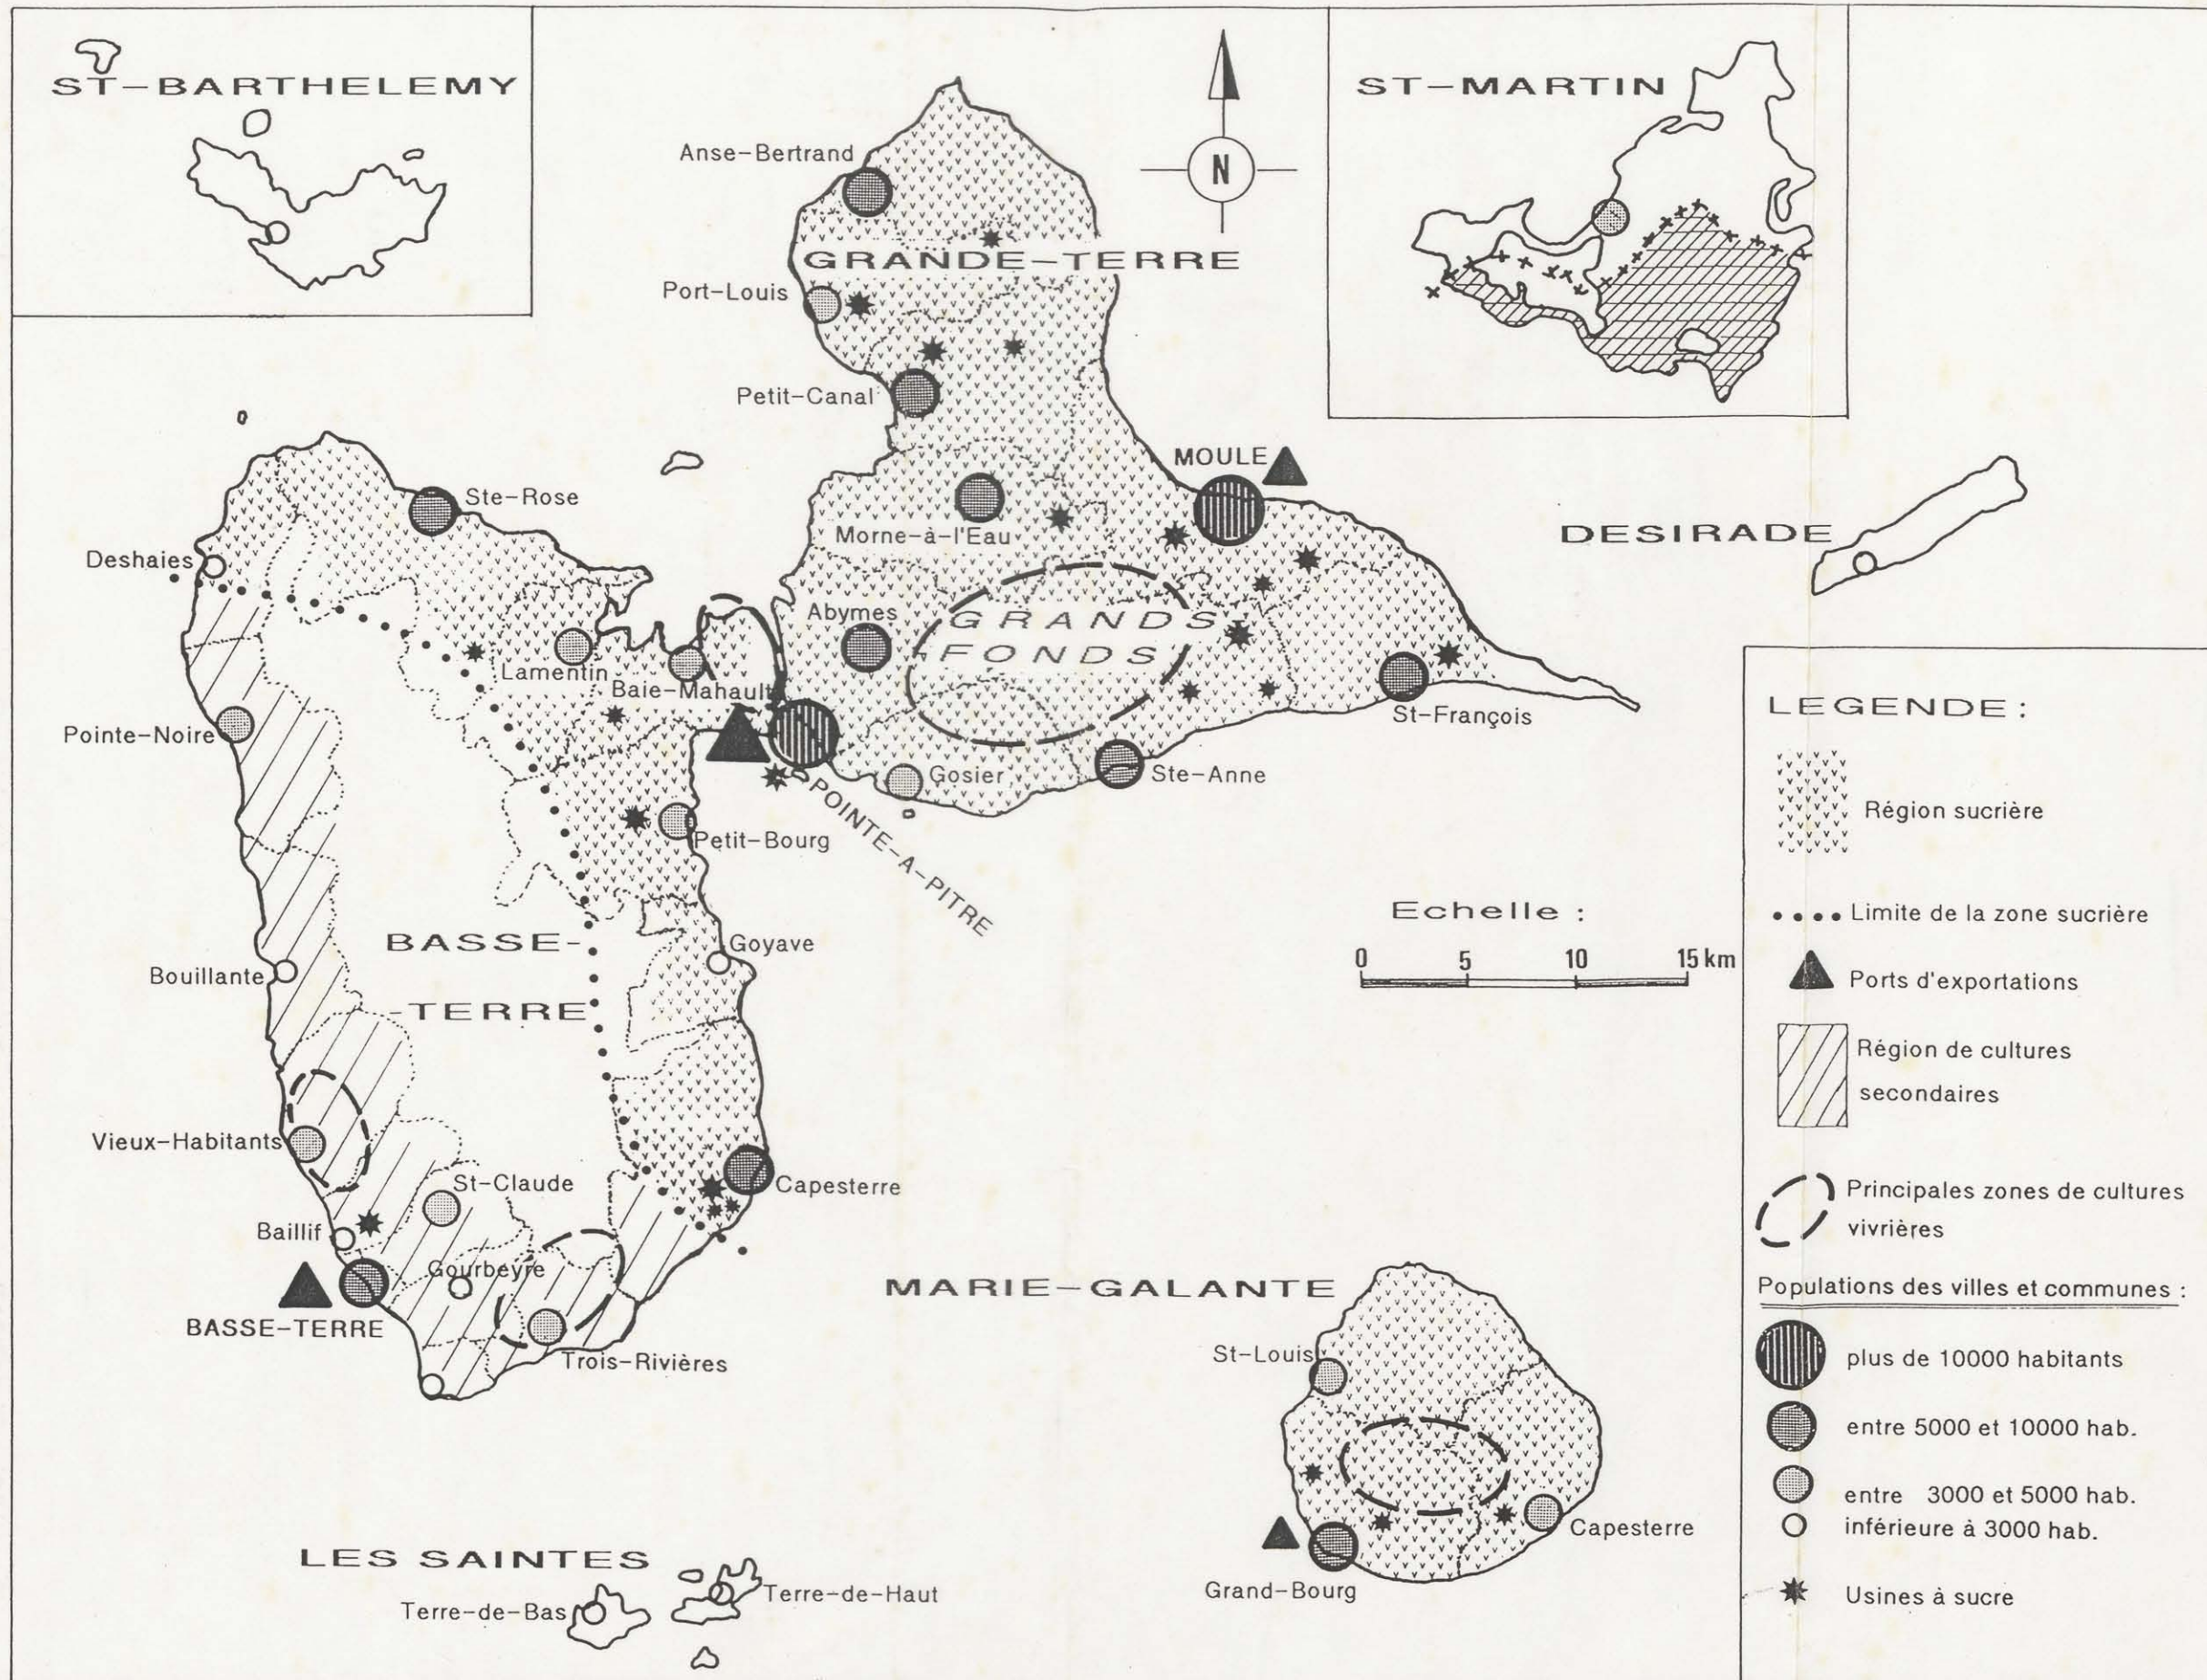 ST-BARTHELEMY
ST-MARTIN
N
Anse-Bertrand
GRANDE-TERRE
Port-Louis
Petit-Canal
MOULE
Ste-Rose
Morne-à-l'Eau
DESIRADE
Deshaies
Abymes
GRANDS
FONDS
Lamentin
Baie-Mahault
St-François
Pointe-Noire
Gosier
Ste-Anne
POINTE-A-PITRE
Petit-Bourg
BASSE-
Goyave
Bouillante
-TERRE
Echelle :
0 5 10 15 km
Vieux-Habitants
St-Claude
Capesterre
Baillif
Gourbeyre
BASSE-TERRE
Trois-Rivières
MARIE-GALANTE
St-Louis
Capesterre
Grand-Bourg
LES SAINTES
Terre-de-Haut
Terre-de-Bas
LEGENDE :
Région sucrière
Limite de la zone sucrière
Ports d'exportations
Région de cultures
secondaires
Principales zones de cultures
vivrières
Populations des villes et communes :
plus de 10000 habitants
entre 5000 et 10000 hab.
entre 3000 et 5000 hab.
inférieure à 3000 hab.
Usines à sucre